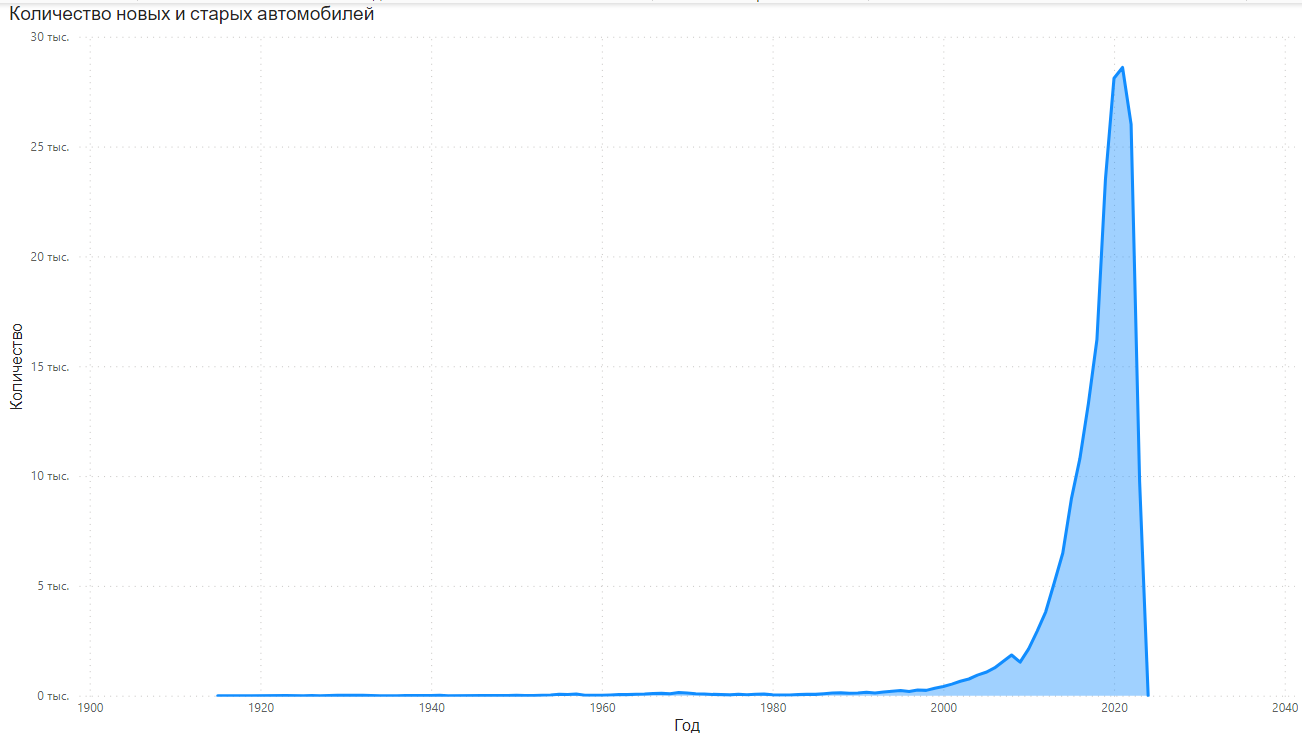 Количество новых и старых автомобилей
30 тыс.
25 тыс.
20 тыс.
15 тыс.
10 тыс.
5 тыс.
0 тыс.
Количество
1900 1920 1940 1960 1980 2000 2020 2040
Год